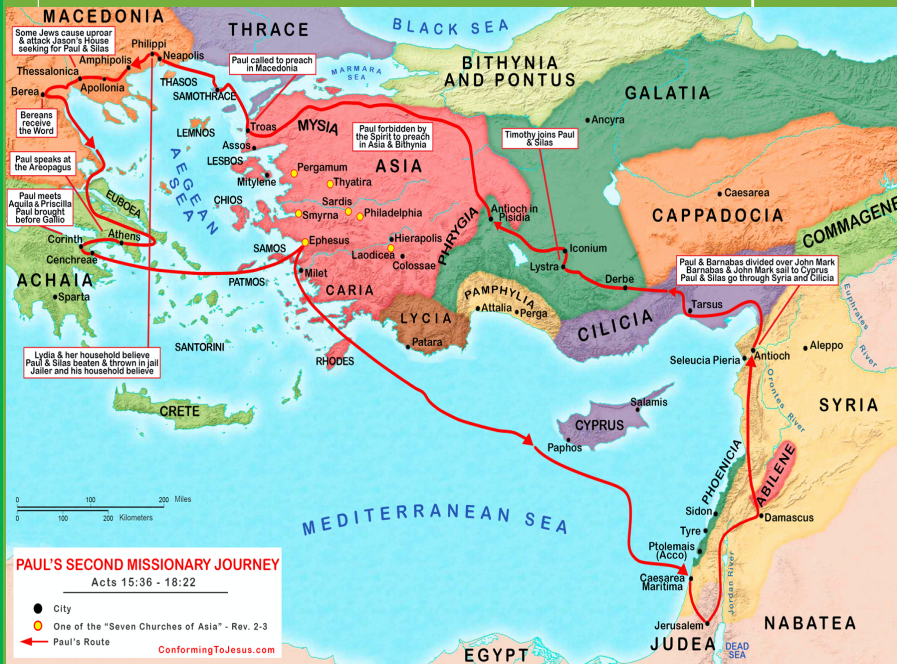 MACEDONIA
THRACE
BLACK SEA
Some Jews cause uproar
& attack Jason's House
seeking for Paul & Silas
Philippi
Neapolis
Amphipolis
Thessalonica
Apollonia
Berea
THASOS
SAMOTHRACE
Paul called to preach
in Macedonia
MARMARA
SEA
BITHYNIA
AND PONTUS
GALATIA
Ancyra
Bereans
receive
the Word
LEMNOS
Troas
MYSIA
Assos
LESBOS
Mitylene
Paul forbidden by
the Spirit to preach
in Asia & Bithynia
Timothy joins Paul
& Silas
ASIA
Pergamum
Thyatira
Sardis
Smyrna
Philadelphia
Paul speaks at
the Areopagus
AEGEAN
SEA
CHIOS
EUBOEA
Paul meets
Aquila & Priscilla
Paul brought
before Gallio
Corinth
Athens
Cenchreae
ACHAIA
Sparta
SAMOS
PATMOS
Ephesus
Hierapolis
Laodicea
Colossae
Milet
CARIA
PHRYGIA
Antioch in
Pisidia
Iconium
Lystra
Derbe
Caesarea
CAPPADOCIA
COMMAGENE
Paul & Barnabas divided over John Mark
Barnabas & John Mark sail to Cyprus
Paul & Silas go through Syria and Cilicia
PAMPHYLIA
Attalia
Perga
LYCIA
Patara
CILICIA
Tarsus
Euphrates
River
Aleppo
Seleucia Pieria
Antioch
Orontes River
SYRIA
Lydia & her household believe
Paul & Silas beaten & thrown in jail
Jailer and his household believe
SANTORINI
RHODES
CRETE
Salamis
CYPRUS
Paphos
MEDITERRANEAN SEA
PHOENICIA
ABILENE
Sidon
Damascus
Tyre
Ptolemais
(Acco)
Caesarea
Maritima
Jordan River
Jerusalem
JUDEA
DEAD
SEA
NABATEA
EGYPT
0 100 200 Miles
0 100 200 Kilometers
PAUL'S SECOND MISSIONARY JOURNEY
Acts 15:36 - 18:22
City
One of the "Seven Churches of Asia" - Rev. 2-3
Paul's Route
ConformingToJesus.com